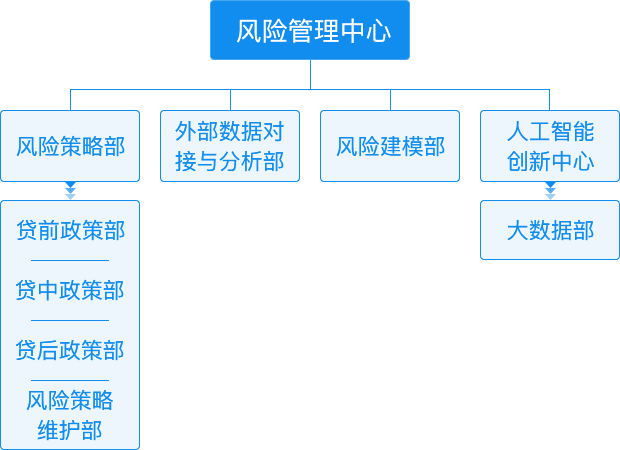 风险管理中心
风险策略部
外部数据对
接与分析部
风险建模部
人工智能
创新中心
贷前政策部
贷中政策部
贷后政策部
风险策略
维护部
大数据部